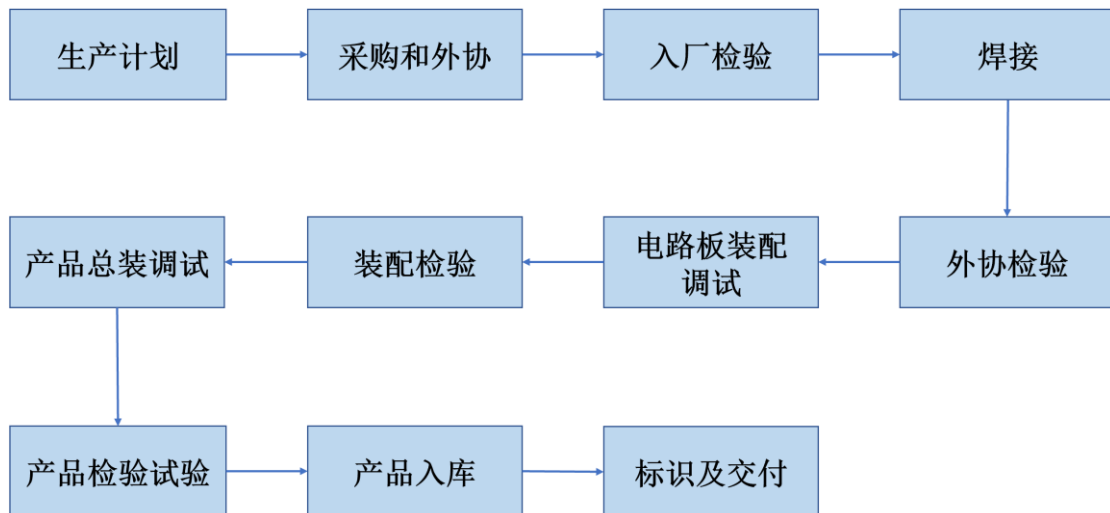 生产计划
采购和外协
入厂检验
焊接
外协检验
电路板装配
调试
装配检验
产品总装调试
产品检验试验
产品入库
标识及交付